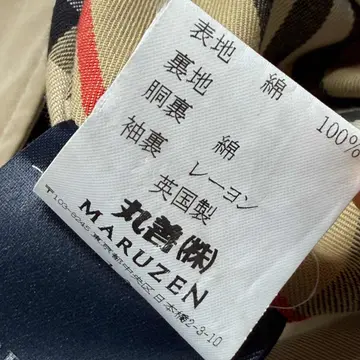 表地 綿 100%
裏地
胴裏 綿
袖裏 レーヨン
英国製
丸善(株)
MARUZEN
〒103-8245 東京都中央区日本橋2-3-10